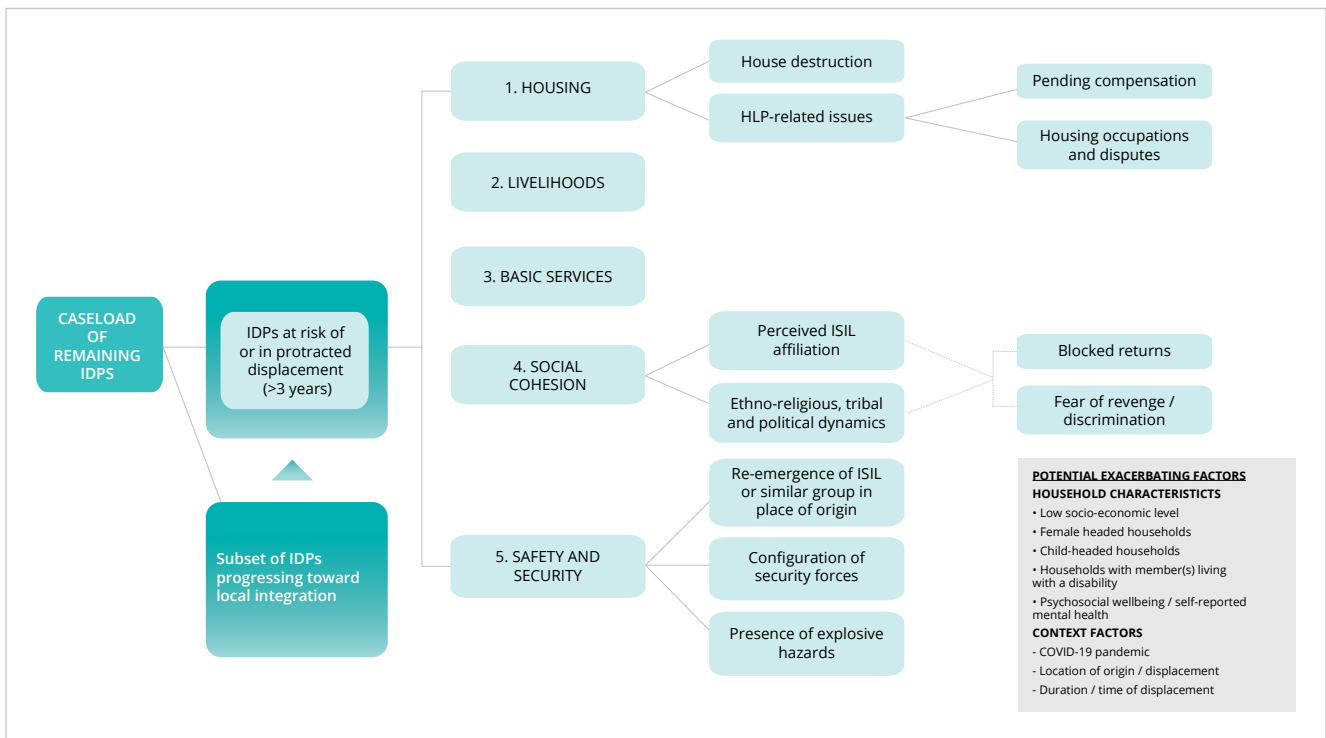 CASELOAD
OF
REMAINING
IDPS
IDPs at risk of
or in protracted
displacement
(>3 years)
Subset of IDPs
progressing toward
local integration
1. HOUSING
House destruction
HLP-related issues
Pending compensation
Housing occupations
and disputes
2. LIVELIHOODS
3. BASIC SERVICES
4. SOCIAL
COHESION
Perceived ISIL
affiliation
Ethno-religious, tribal
and political dynamics
Blocked returns
Fear of revenge /
discrimination
5. SAFETY AND
SECURITY
Re-emergence of ISIL
or similar group in
place of origin
Configuration of
security forces
Presence of explosive
hazards
POTENTIAL EXACERBATING FACTORS
HOUSEHOLD CHARACTERISTICTS
• Low socio-economic level
• Female headed households
• Child-headed households
• Households with member(s) living
with a disability
• Psychosocial wellbeing / self-reported
mental health
CONTEXT FACTORS
- COVID-19 pandemic
- Location of origin / displacement
- Duration / time of displacement